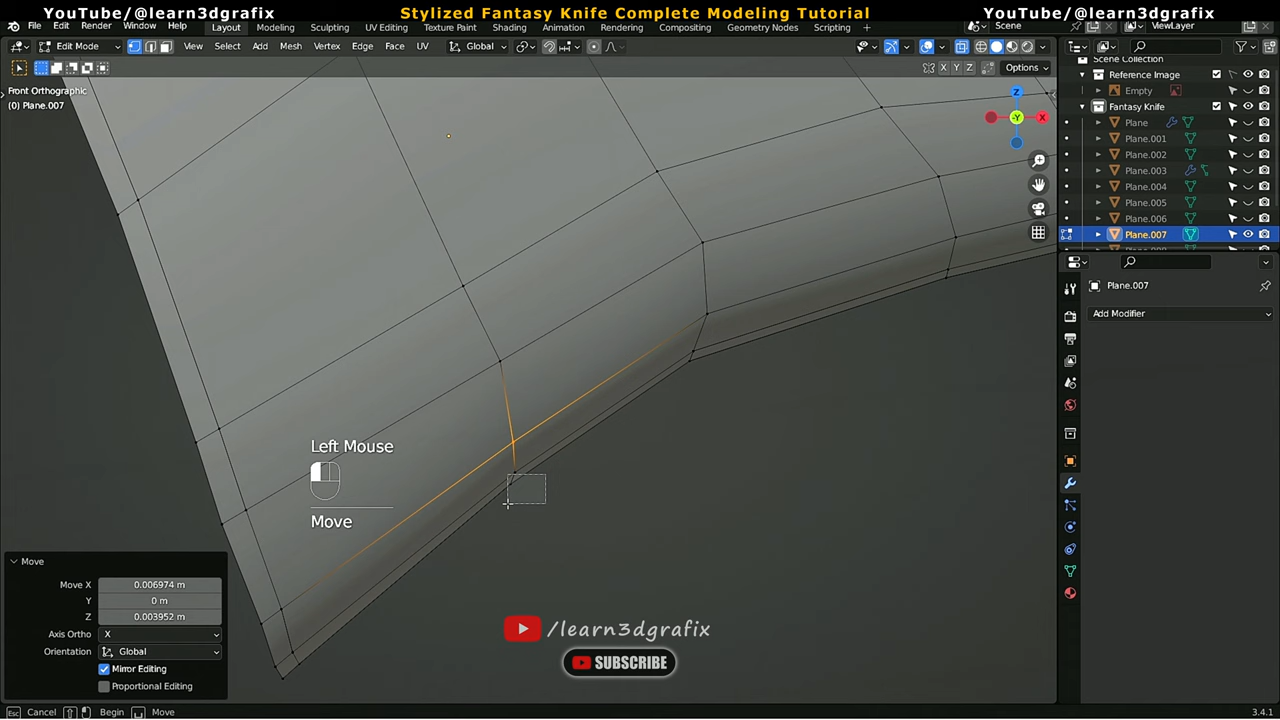 YouTube/@learn3dgrafix
Stylized Fantasy Knife Complete Modeling Tutorial
YouTube/@learn3dgrafix
File Edit Render Window Help Layout Modeling Sculpting UV Editing Texture Paint Shading Animation Rendering Compositing Geometry Nodes Scripting Scene ViewLayer
Edit Mode View Select Add Mesh Vertex Edge Face UV Global
X Y Z Options
Front Orthographic
(0) Plane.007
Z
-Y
X
Scene Collection
Reference Image
Empty
Fantasy Knife
Plane
Plane.001
Plane.002
Plane.003
Plane.004
Plane.005
Plane.006
Plane.007
Plane.007
Add Modifier
Left Mouse
Move
Move
Move X 0.006974 m
Y 0 m
Z 0.003952 m
Axis Ortho X
Orientation Global
Mirror Editing
Proportional Editing
/learn3dgrafix
SUBSCRIBE
Esc Cancel Begin Move
3.4.1